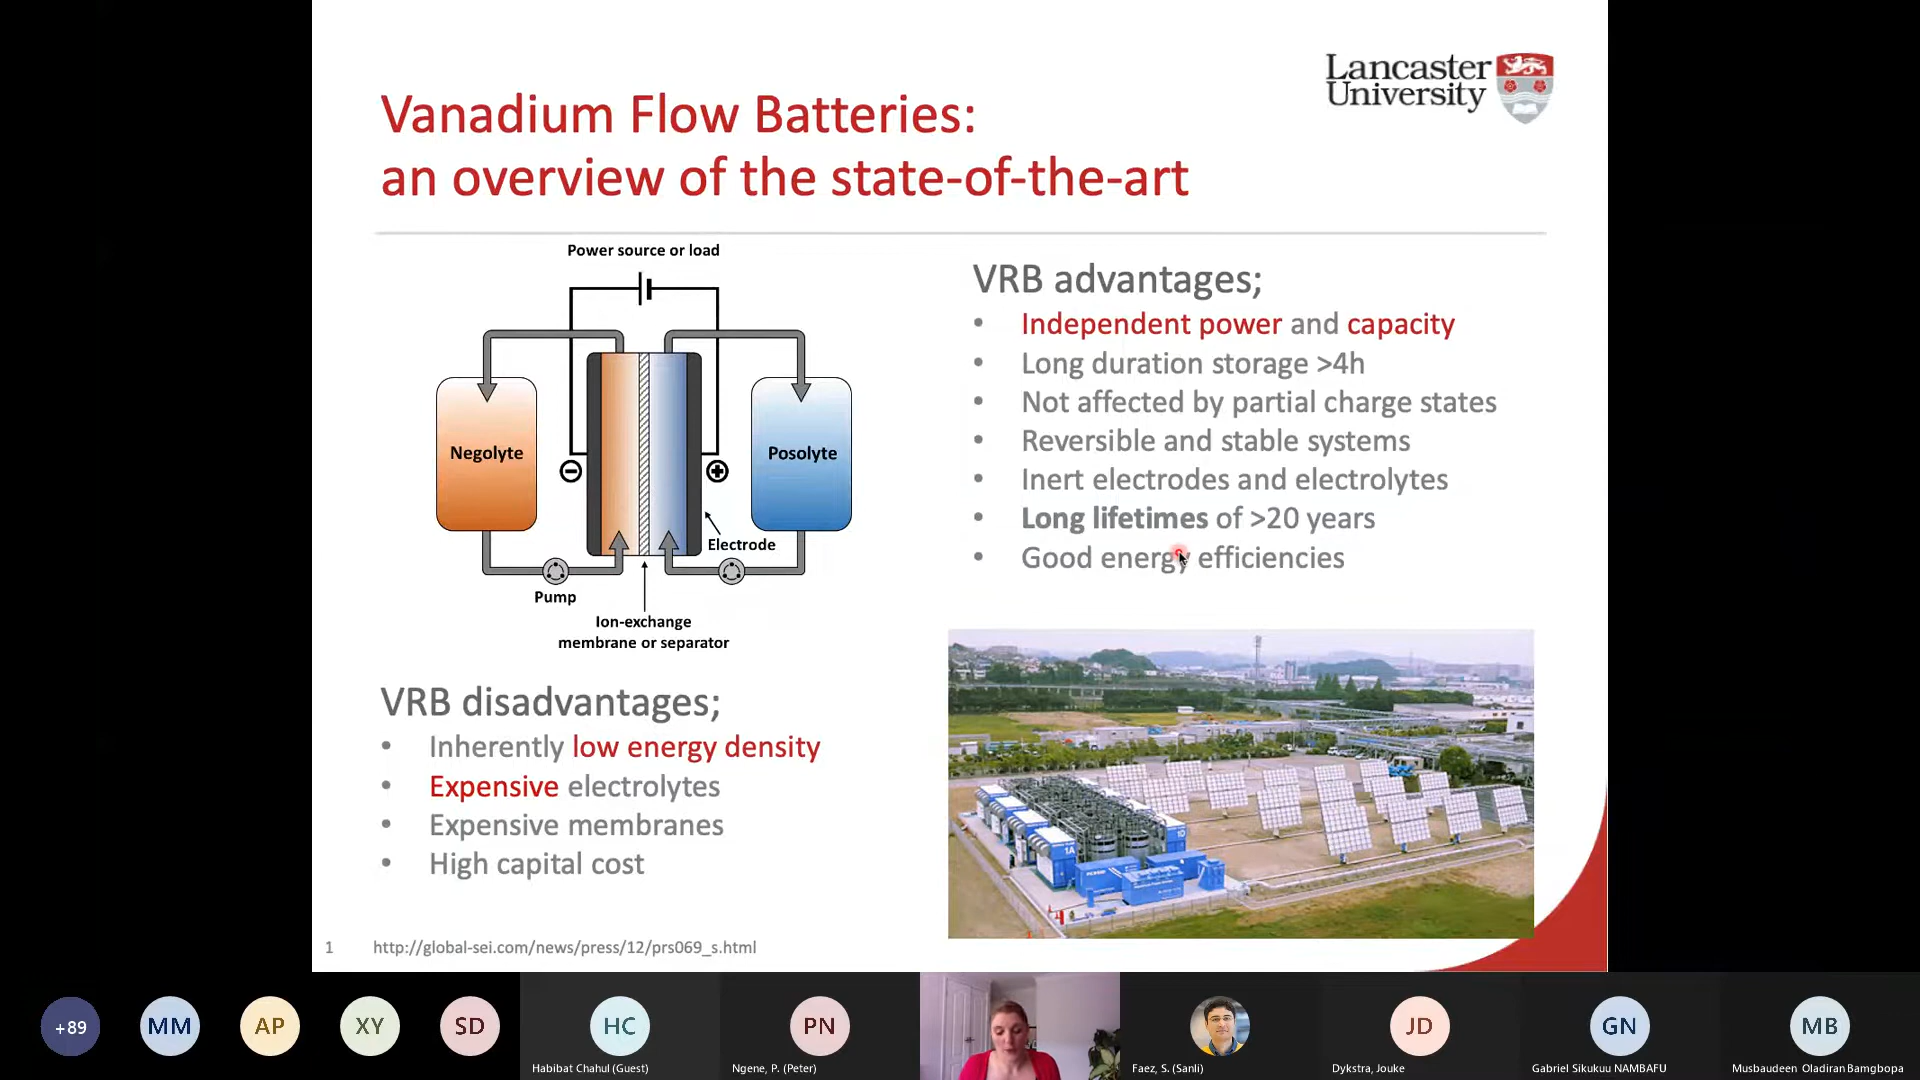 Lancaster
University
Vanadium Flow Batteries:
an overview of the state-of-the-art
Power source or load
Negolyte
Posolyte
Electrode
Pump
Ion-exchange
membrane or separator
VRB advantages;
• Independent power and capacity
• Long duration storage >4h
• Not affected by partial charge states
• Reversible and stable systems
• Inert electrodes and electrolytes
• Long lifetimes of >20 years
• Good energy efficiencies
VRB disadvantages;
• Inherently low energy density
• Expensive electrolytes
• Expensive membranes
• High capital cost
1A
1D
1 http://global-sei.com/news/press/12/prs069_s.html
+89
MM
AP
XY
SD
HC
Habibat Chahul (Guest)
PN
Ngene, P. (Peter)
Faez, S. (Sanli)
JD
Dykstra, Jouke
GN
Gabriel Sikukuu NAMBAFU
MB
Musbaudeen Oladiran Bamgbopa